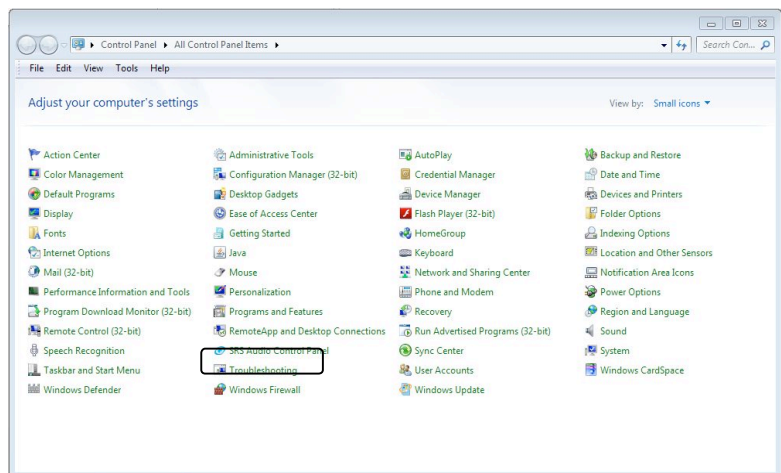 Control Panel ▸ All Control Panel Items ▸ Search Con...
File Edit View Tools Help
Adjust your computer's settings View by: Small icons
Action Center Administrative Tools AutoPlay Backup and Restore
Color Management Configuration Manager (32-bit) Credential Manager Date and Time
Default Programs Desktop Gadgets Device Manager Devices and Printers
Display Ease of Access Center Flash Player (32-bit) Folder Options
Fonts Getting Started HomeGroup Indexing Options
Internet Options Java Keyboard Location and Other Sensors
Mail (32-bit) Mouse Network and Sharing Center Notification Area Icons
Performance Information and Tools Personalization Phone and Modem Power Options
Program Download Monitor (32-bit) Programs and Features Recovery Region and Language
Remote Control (32-bit) RemoteApp and Desktop Connections Run Advertised Programs (32-bit) Sound
Speech Recognition SRS Audio Control Panel Sync Center System
Taskbar and Start Menu Troubleshooting User Accounts Windows CardSpace
Windows Defender Windows Firewall Windows Update